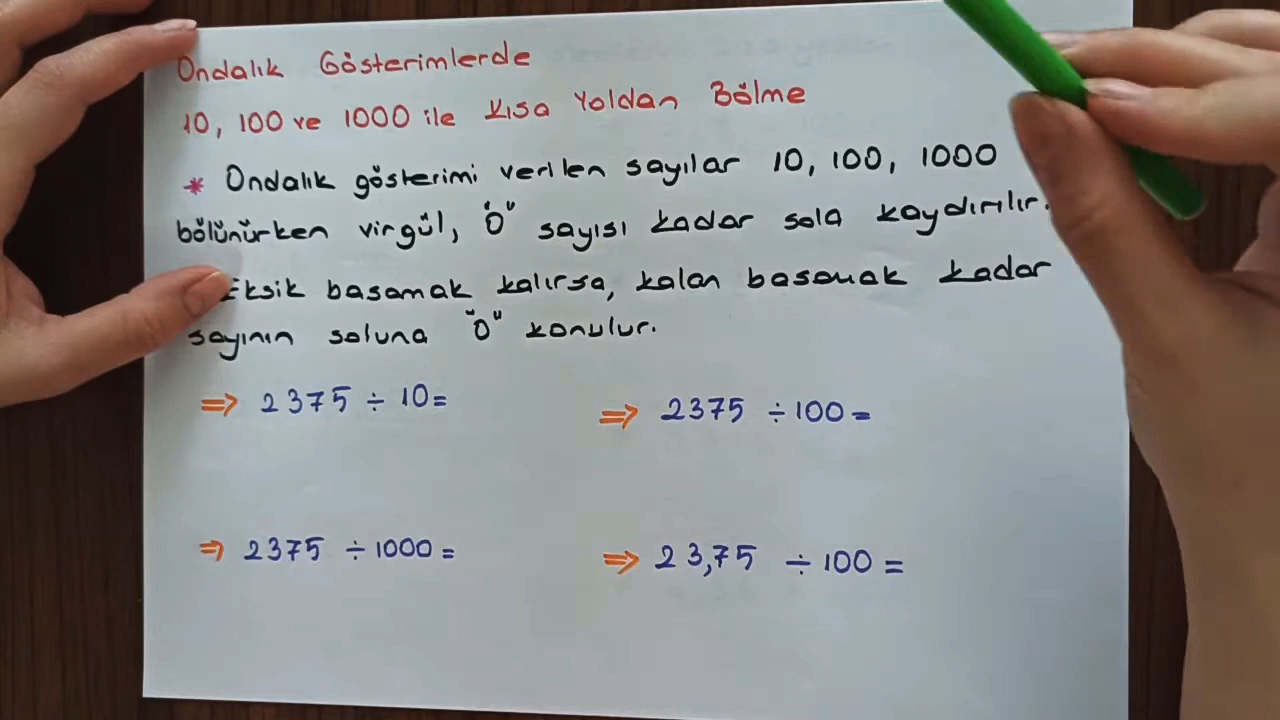 Ondalık Gösterimlerde
10, 100 ve 1000 ile Kısa Yoldan Bölme
* Ondalık gösterimi verilen sayılar 10, 100, 1000
bölünürken virgül, "0" sayısı kadar sola kaydırılır.
Eksik basamak kalırsa, kalan basamak kadar
sayının soluna "0" konulur.
⇒ 2375 ÷ 10 =
⇒ 2375 ÷ 100 =
⇒ 2375 ÷ 1000 =
⇒ 23,75 ÷ 100 =